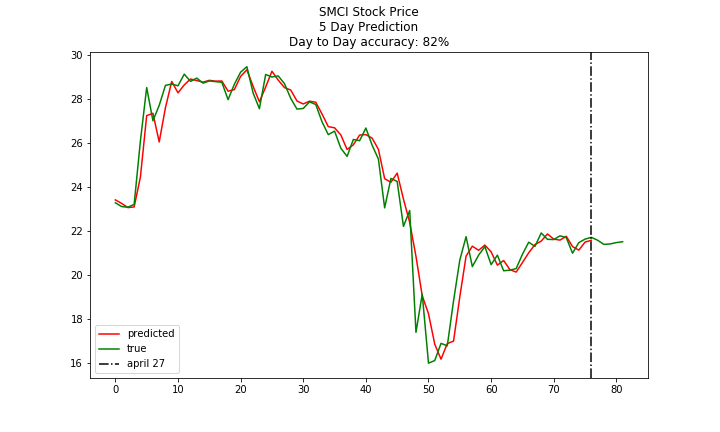 SMCI Stock Price
5 Day Prediction
Day to Day accuracy: 82%
30
28
26
24
22
20
18
16
predicted
true
april 27
0 10 20 30 40 50 60 70 80